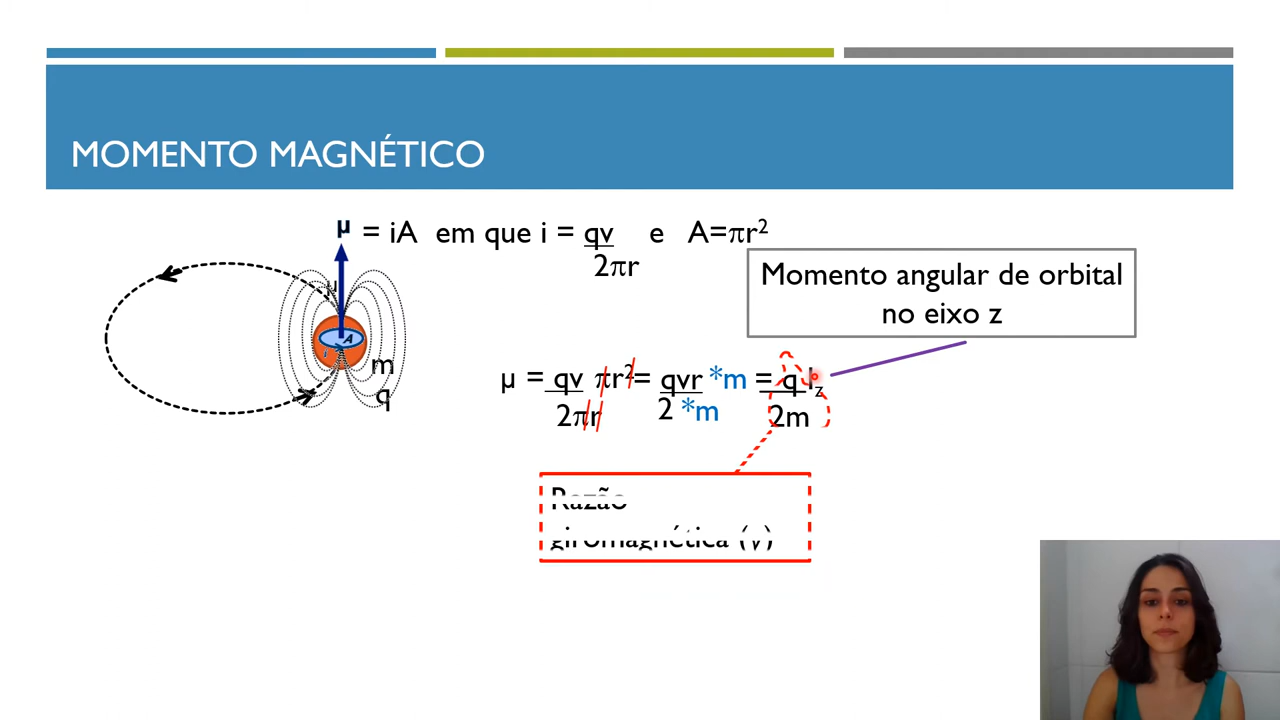 MOMENTO MAGNÉTICO
μ = iA em que i = qv e A=πr²
2πr
Momento angular de orbital
no eixo z
μ
A
i
m
q
μ = qv πr² = qvr *m = q l z
2πr 2 *m 2m
Razão
giromagnética (γ)